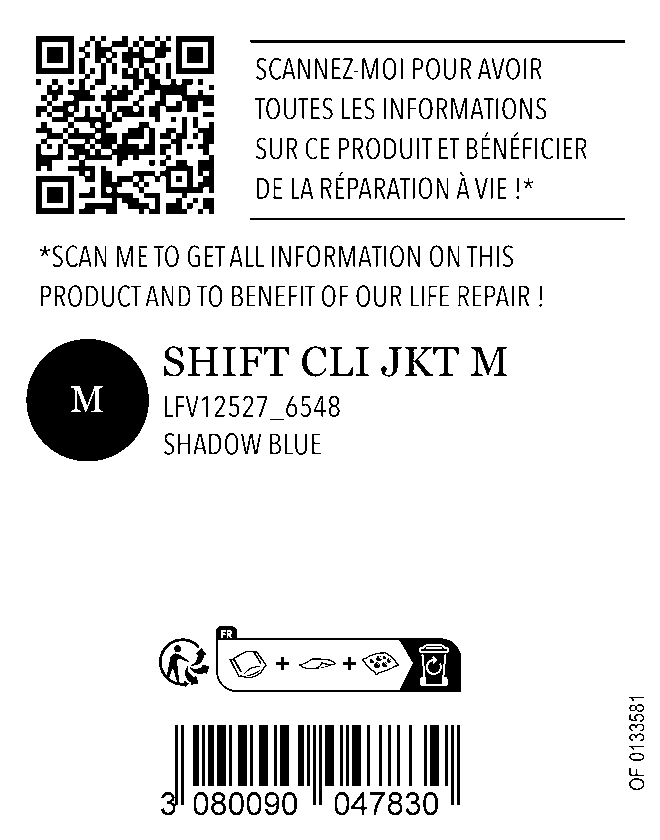 SCANNEZ-MOI POUR AVOIR
TOUTES LES INFORMATIONS
SUR CE PRODUIT ET BÉNÉFICIER
DE LA RÉPARATION À VIE !*
*SCAN ME TO GET ALL INFORMATION ON THIS
PRODUCT AND TO BENEFIT OF OUR LIFE REPAIR !
M
SHIFT CLI JKT M
LFV12527_6548
SHADOW BLUE
FR
+ +
OF 0133581
3 080090 047830